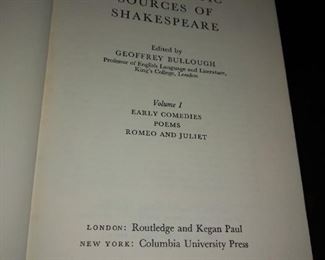 SOURCES OF
SHAKESPEARE
Edited by
GEOFFREY BULLOUGH
Professor of English Language and Literature,
King's College, London
Volume I
EARLY COMEDIES
POEMS
ROMEO AND JULIET
LONDON: Routledge and Kegan Paul
NEW YORK: Columbia University Press